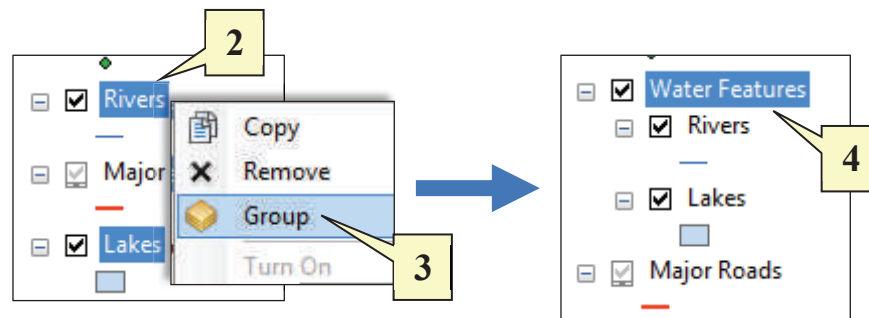 2
Rivers
Copy
Major
Remove
Group
Lakes
Turn On
3
Water Features
Rivers
4
Lakes
Major Roads